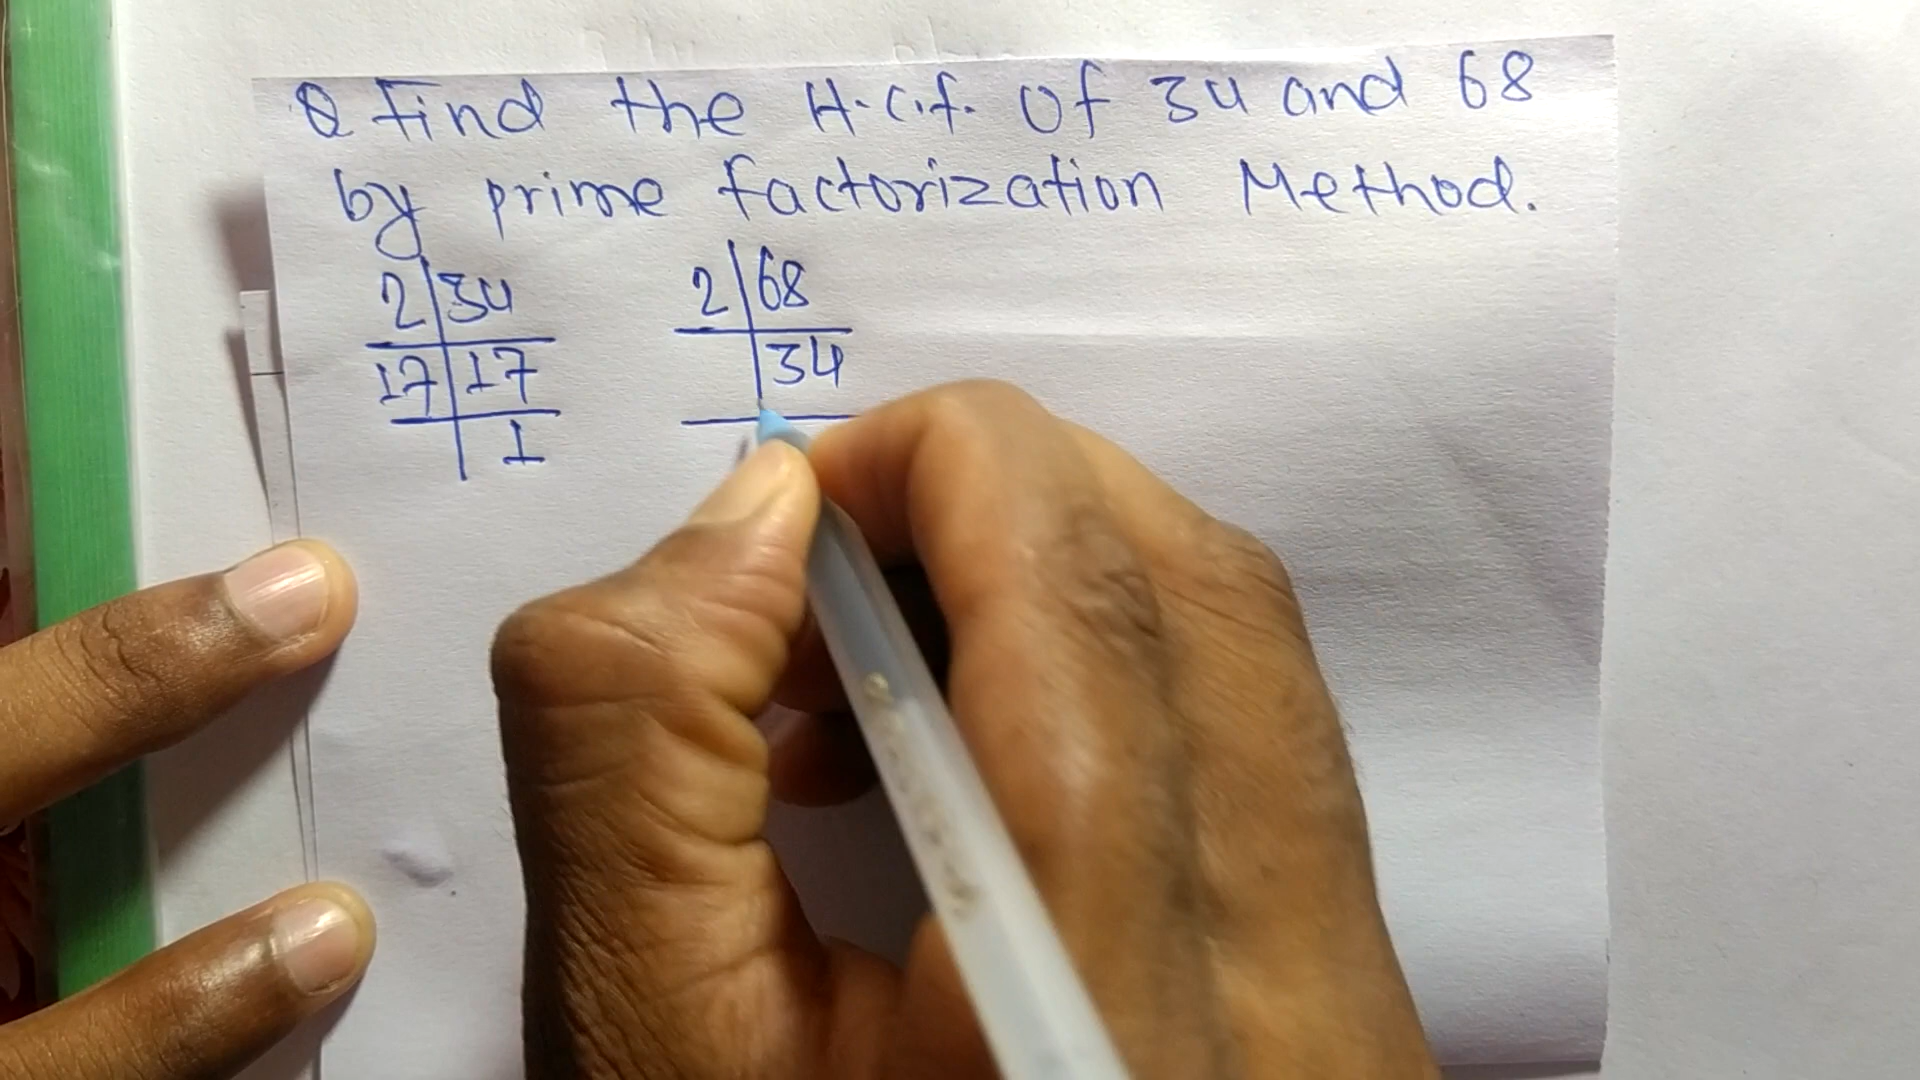 Q Find the H.C.f. Of 34 and 68
by prime factorization Method.
2 34
17 17
1
2 68
34